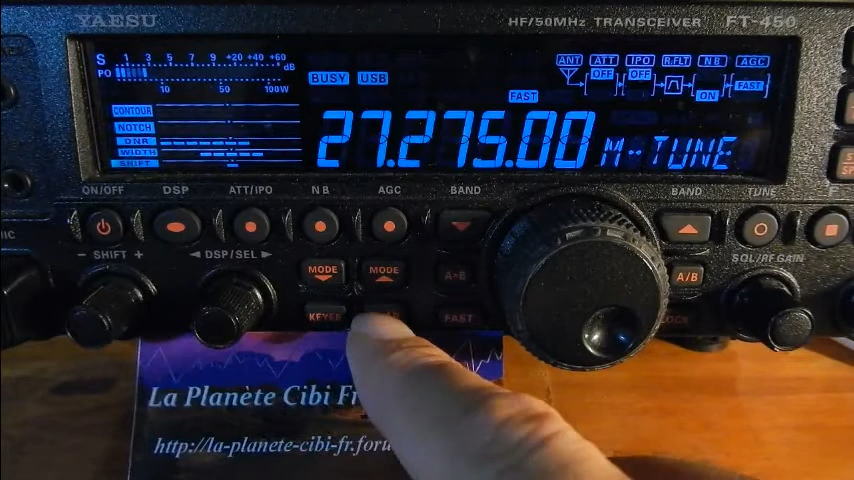 YAESU HF/50MHz TRANSCEIVER FT-450
S 1 3 5 7 9 +20 +40 +60 dB
PO 10 50 100W
BUSY USB
ANT ATT IPO R.FLT NB AGC
OFF OFF ON FAST
FAST
CONTOUR
NOTCH
DNR
WIDTH
SHIFT
27.275.00 M-TUNE
ON/OFF DSP ATT/IPO NB AGC BAND BAND TUNE F
MIC
- SHIFT + ◄ DSP/SEL ► SQL/RF GAIN
MODE MODE A>B A/B
KEYER FAST LOCK
La Planète Cibi Fr
http://la-planete-cibi-fr.foru